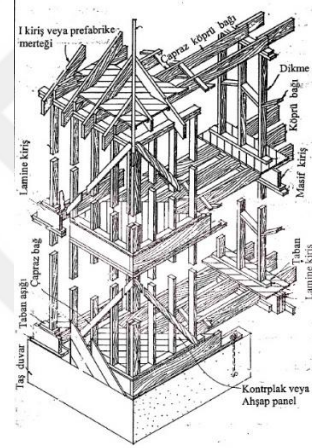 I kiriş veya prefabrike
merteği
Çapraz köprü bağı
Dikme
Köprü bağı
Masif kiriş
Lamine kiriş
Çapraz bağ
Taban aşığı
Taş duvar
Taban
Lamine kiriş
Kontrplak veya
Ahşap panel